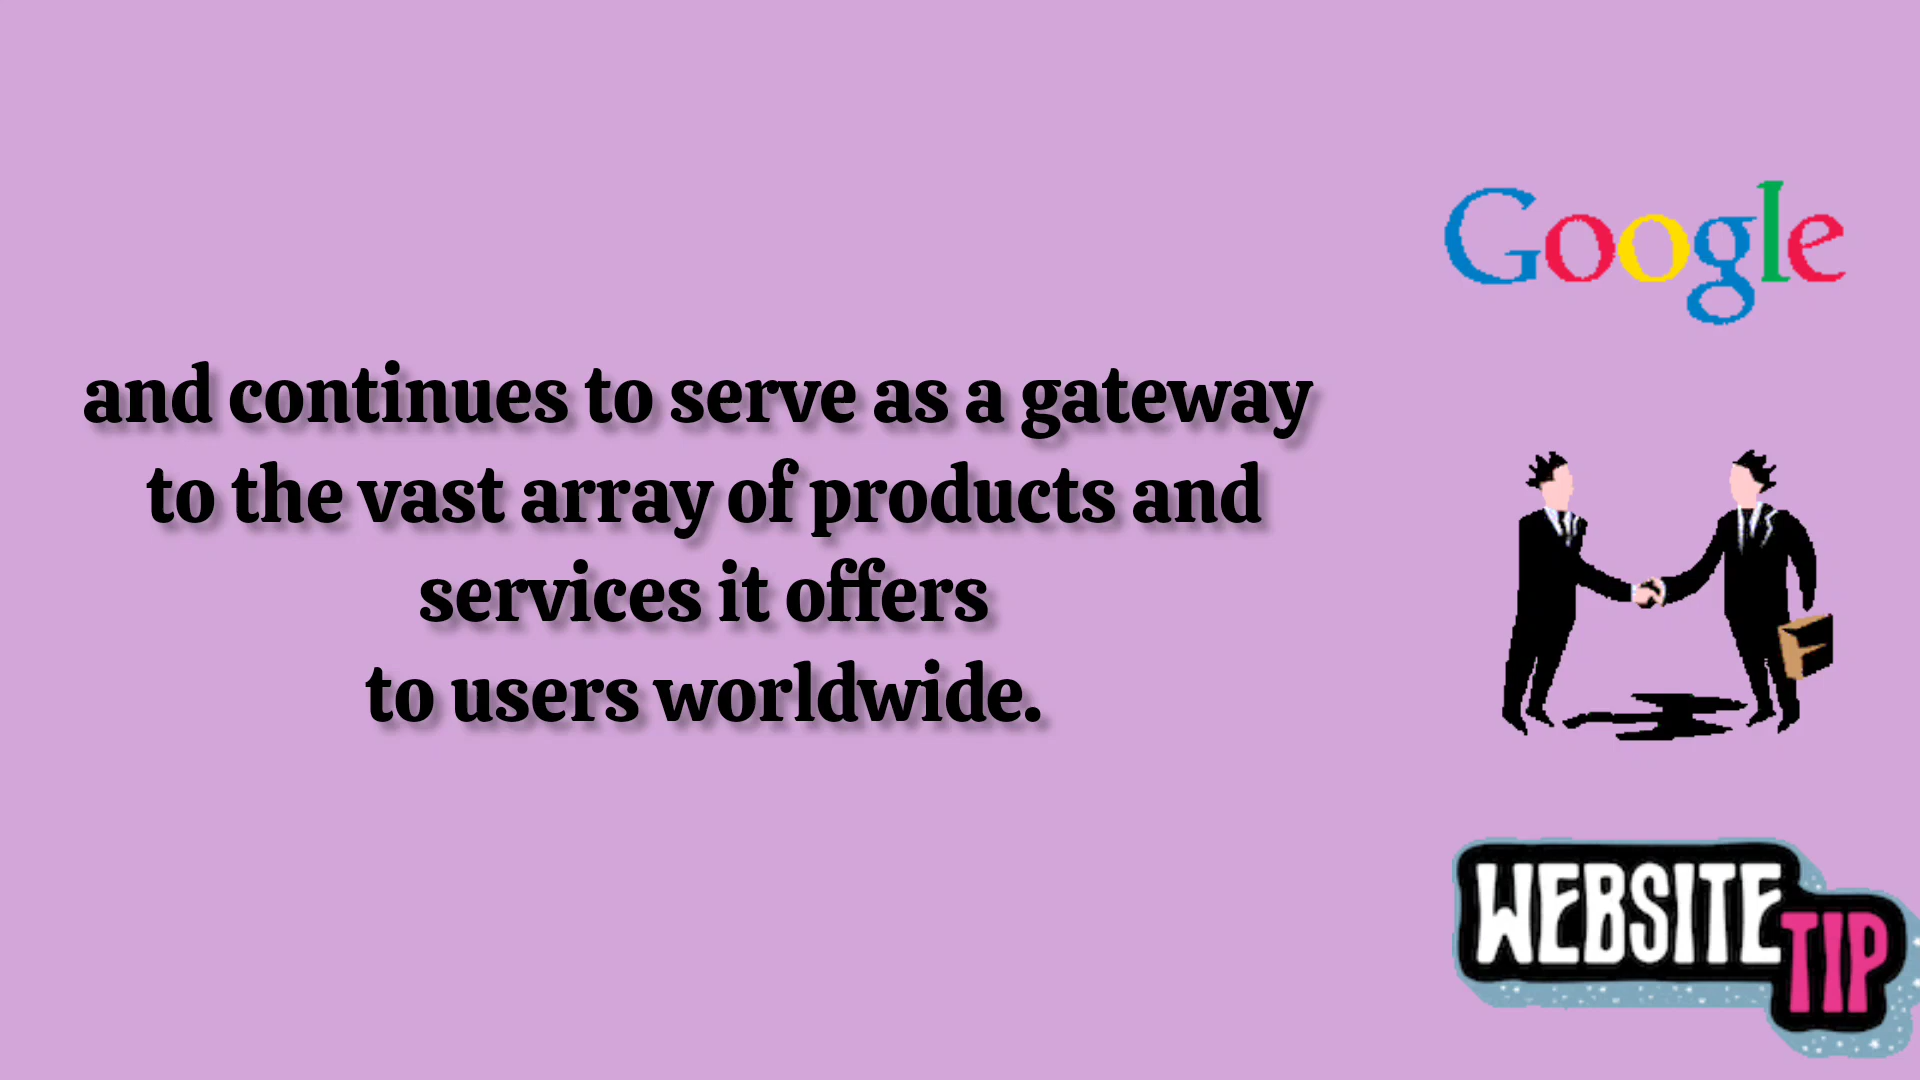 Google
and continues to serve as a gateway
to the vast array of products and
services it offers
to users worldwide.
WEBSITE
TIP